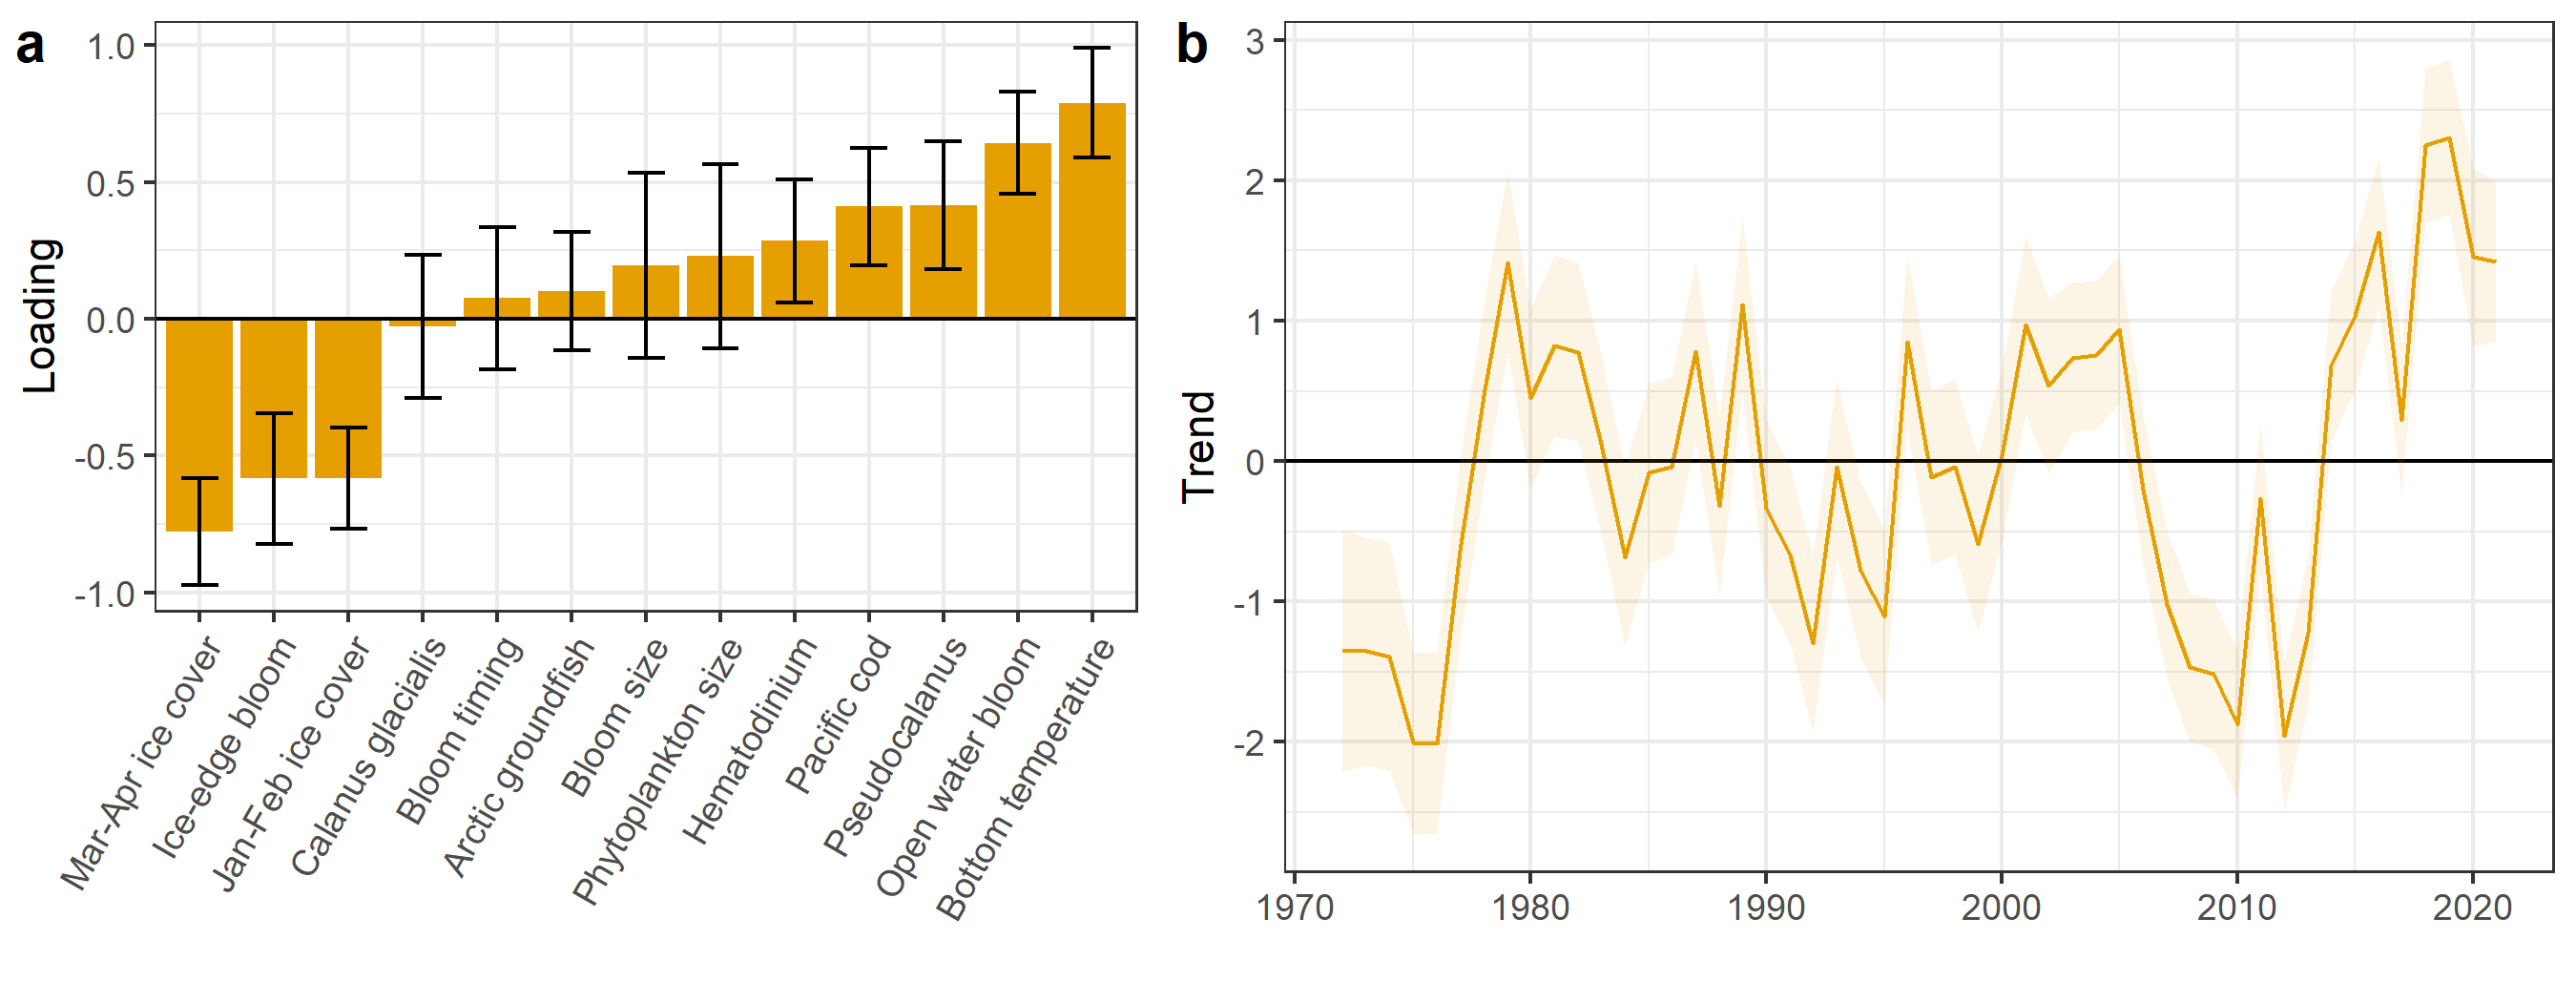 a
1.0
0.5
0.0
-0.5
-1.0
Loading
Mar-Apr ice cover
Ice-edge bloom
Jan-Feb ice cover
Calanus glacialis
Bloom timing
Arctic groundfish
Bloom size
Phytoplankton size
Hematodinium
Pacific cod
Pseudocalanus
Open water bloom
Bottom temperature
b
3
2
1
0
-1
-2
Trend
1970 1980 1990 2000 2010 2020